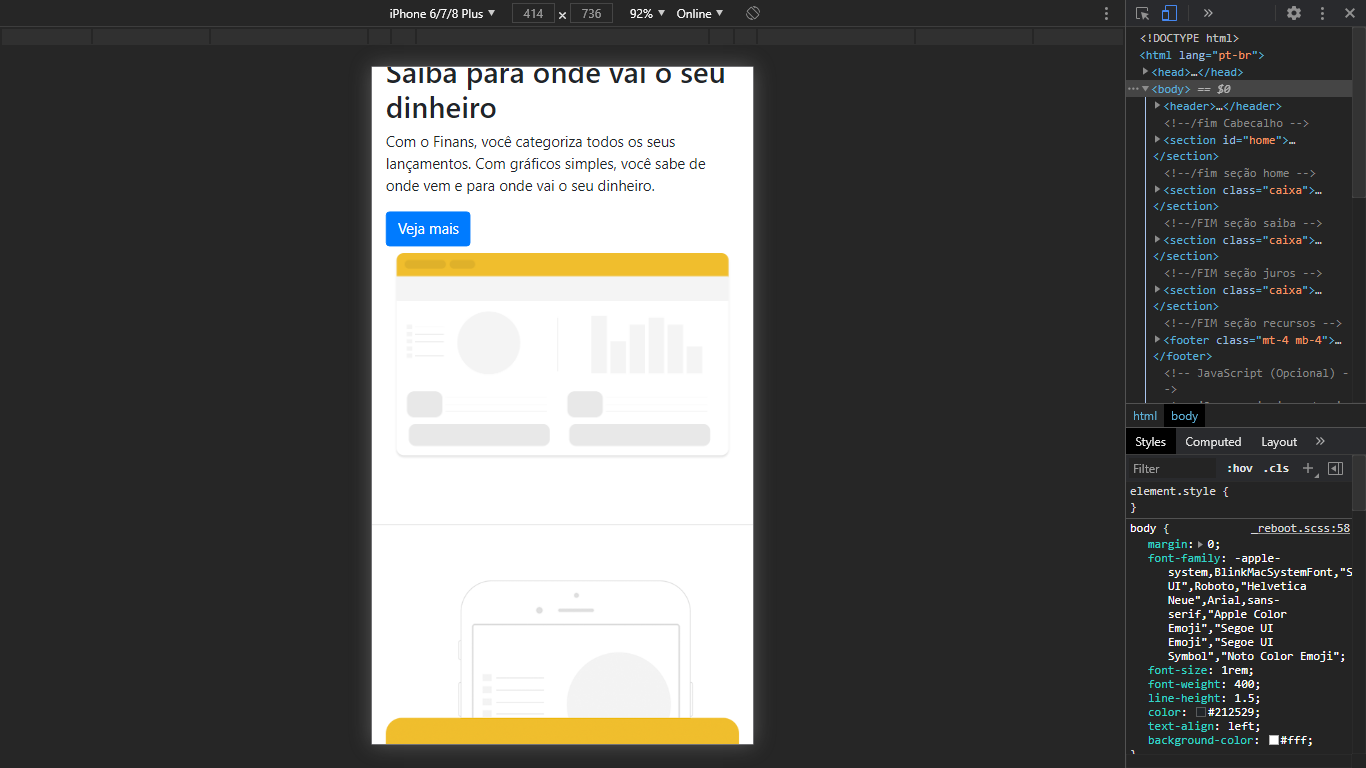 iPhone 6/7/8 Plus ▼ 414 x 736 92% ▼ Online ▼
Saiba para onde vai o seu
dinheiro
Com o Finans, você categoriza todos os seus
lançamentos. Com gráficos simples, você sabe de
onde vem e para onde vai o seu dinheiro.
Veja mais
<!DOCTYPE html>
<html lang="pt-br">
<head>…</head>
<body> == $0
<header>…</header>
<!--/fim Cabecalho -->
<section id="home">…
</section>
<!--/fim seção home -->
<section class="caixa">…
</section>
<!--/FIM seção saiba -->
<section class="caixa">…
</section>
<!--/FIM seção juros -->
<section class="caixa">…
</section>
<!--/FIM seção recursos -->
<footer class="mt-4 mb-4">…
</footer>
<!-- JavaScript (Opcional) -
->
html body
Styles Computed Layout »
Filter :hov .cls +
element.style {
}
body { _reboot.scss:58
margin: 0;
font-family: -apple-
system,BlinkMacSystemFont,"S
UI",Roboto,"Helvetica
Neue",Arial,sans-
serif,"Apple Color
Emoji","Segoe UI
Emoji","Segoe UI
Symbol","Noto Color Emoji";
font-size: 1rem;
font-weight: 400;
line-height: 1.5;
color: #212529;
text-align: left;
background-color: #fff;
}